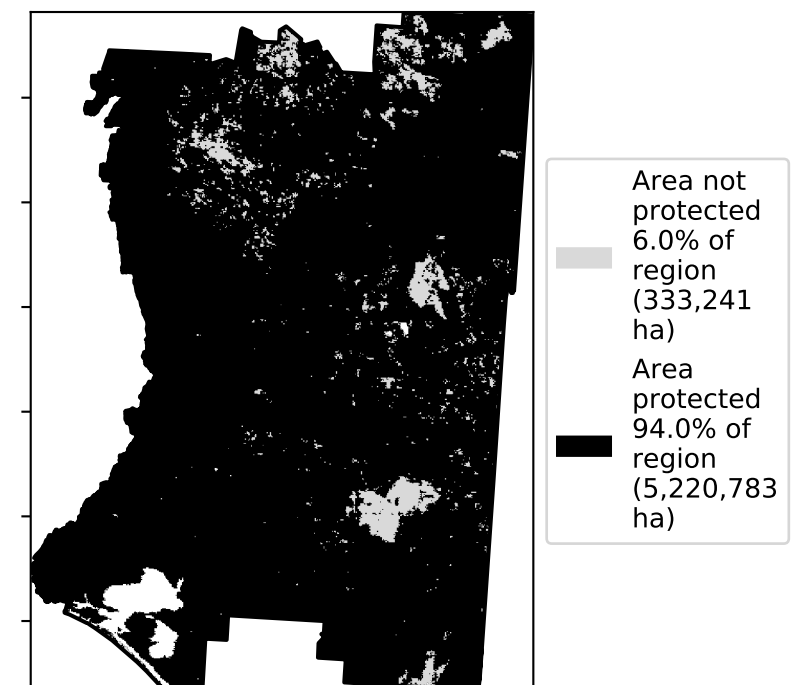 Area not
protected
6.0% of
region
(333,241
ha)
Area
protected
94.0% of
region
(5,220,783
ha)